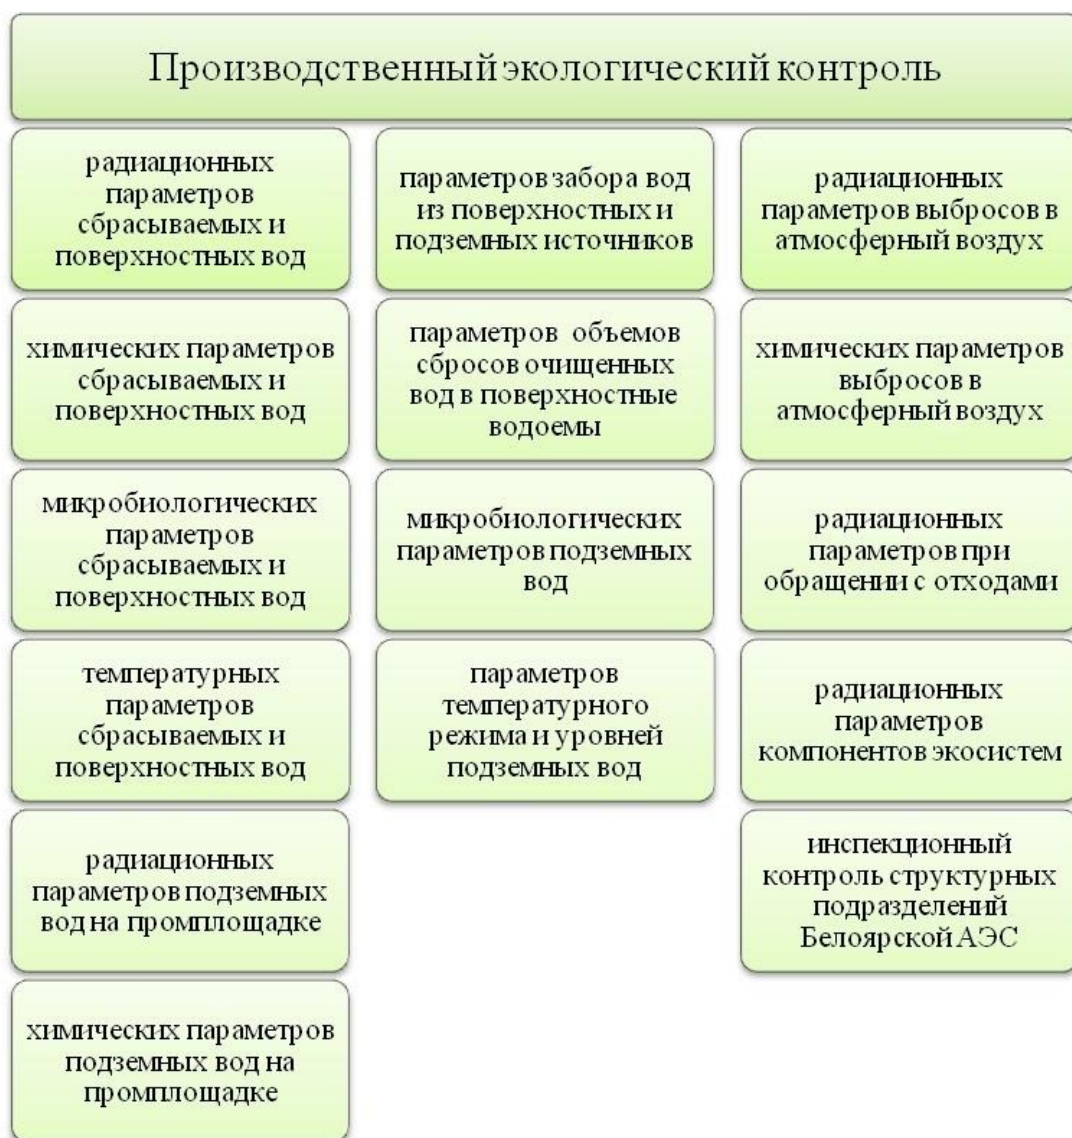 Производственный экологический контроль
радиационных
параметров
сбрасываемых и
поверхностных вод
химических параметров
сбрасываемых и
поверхностных вод
микробиологических
параметров
сбрасываемых и
поверхностных вод
температурных
параметров
сбрасываемых и
поверхностных вод
радиационных
параметров подземных
вод на промплощадке
химических параметров
подземных вод на
промплощадке
параметров забора вод
из поверхностных и
подземных источников
параметров объемов
сбросов очищенных
вод в поверхностные
водоемы
микробиологических
параметров подземных
вод
параметров
температурного
режима и уровней
подземных вод
радиационных
параметров выбросов в
атмосферный воздух
химических параметров
выбросов в
атмосферный воздух
радиационных
параметров при
обращении с отходами
радиационных
параметров
компонентов экосистем
инспекционный
контроль структурных
подразделений
Белоярской АЭС